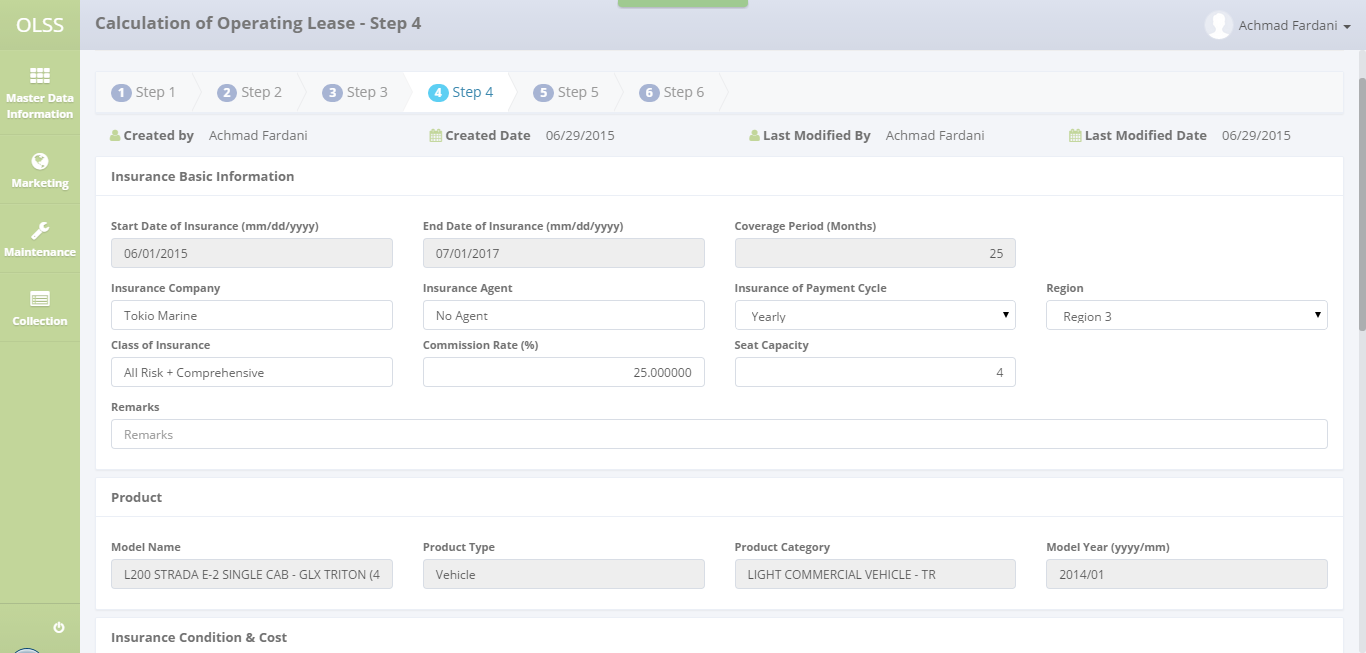 OLSS
Calculation of Operating Lease - Step 4
Achmad Fardani
Master Data
Information
Marketing
Maintenance
Collection
1 Step 1
2 Step 2
3 Step 3
4 Step 4
5 Step 5
6 Step 6
Created by Achmad Fardani
Created Date 06/29/2015
Last Modified By Achmad Fardani
Last Modified Date 06/29/2015
Insurance Basic Information
Start Date of Insurance (mm/dd/yyyy)
06/01/2015
End Date of Insurance (mm/dd/yyyy)
07/01/2017
Coverage Period (Months)
25
Insurance Company
Tokio Marine
Insurance Agent
No Agent
Insurance of Payment Cycle
Yearly
Region
Region 3
Class of Insurance
All Risk + Comprehensive
Commission Rate (%)
25.000000
Seat Capacity
4
Remarks
Remarks
Product
Model Name
L200 STRADA E-2 SINGLE CAB - GLX TRITON (4
Product Type
Vehicle
Product Category
LIGHT COMMERCIAL VEHICLE - TR
Model Year (yyyy/mm)
2014/01
Insurance Condition & Cost